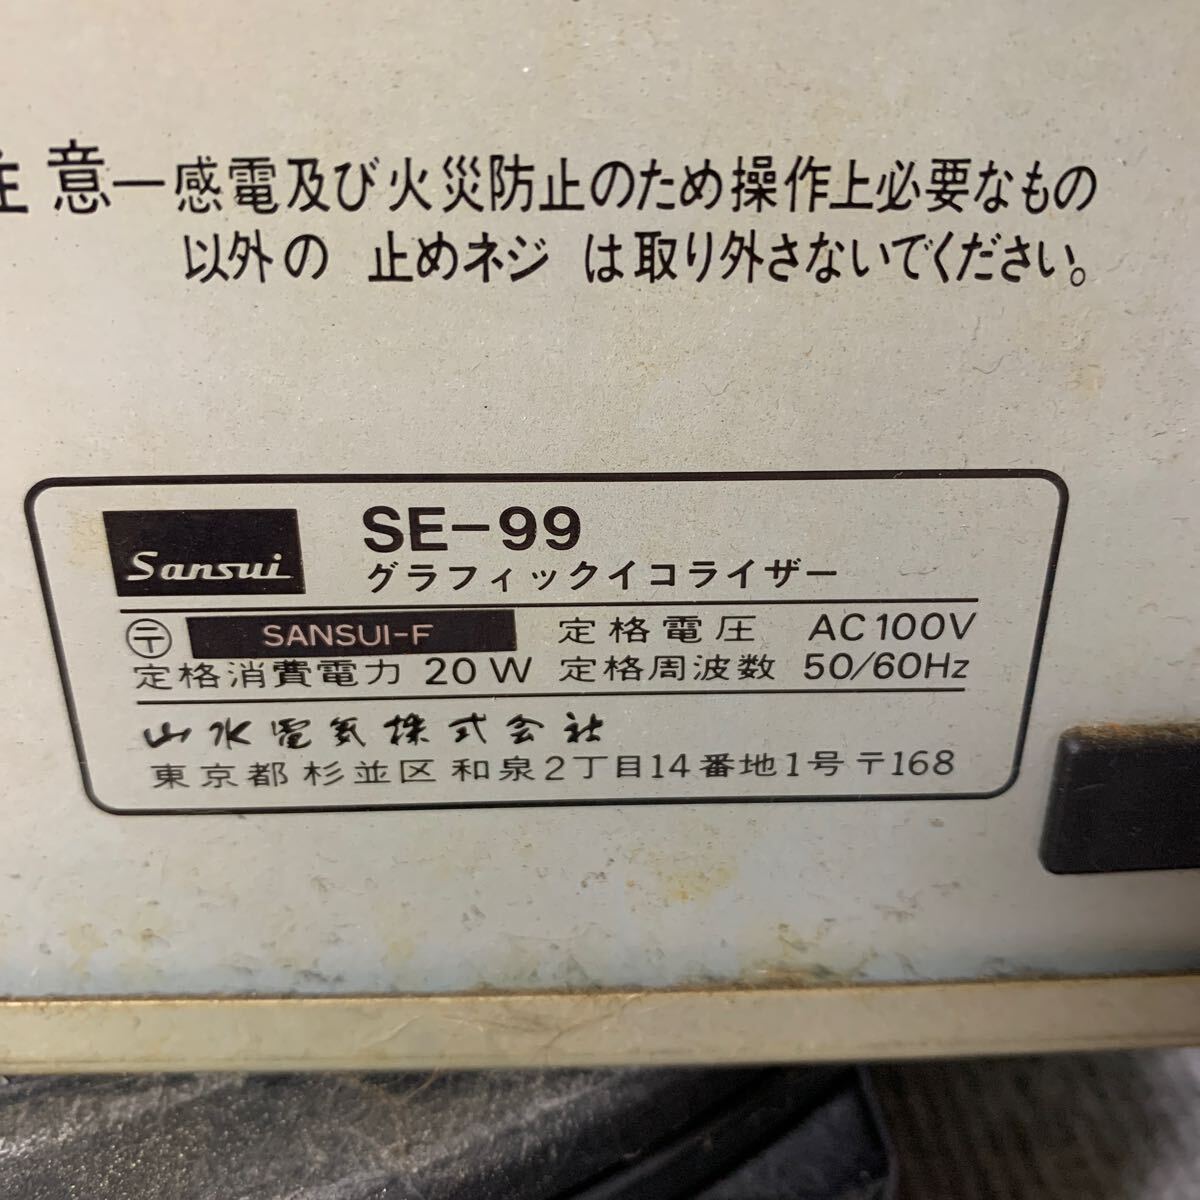 注意—感電及び火災防止のため操作上必要なもの
以外の 止めネジ は取り外さないでください。
Sansui
SE-99
グラフィックイコライザー
〒 SANSUI-F 定格電圧 AC100V
定格消費電力 20W 定格周波数 50/60Hz
山水電気株式会社
東京都杉並区和泉2丁目14番地1号〒168